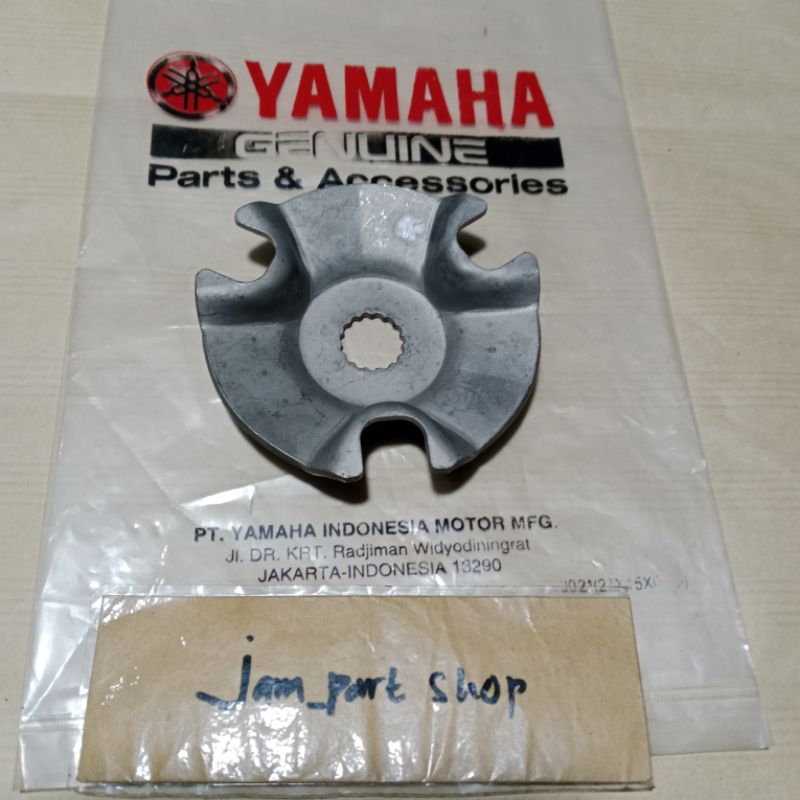 YAMAHA
GENUINE
Parts & Accessories
PT. YAMAHA INDONESIA MOTOR MFG.
Jl. DR. KRT. Radjiman Widyodiningrat
JAKARTA-INDONESIA 13290
Jam_part shop